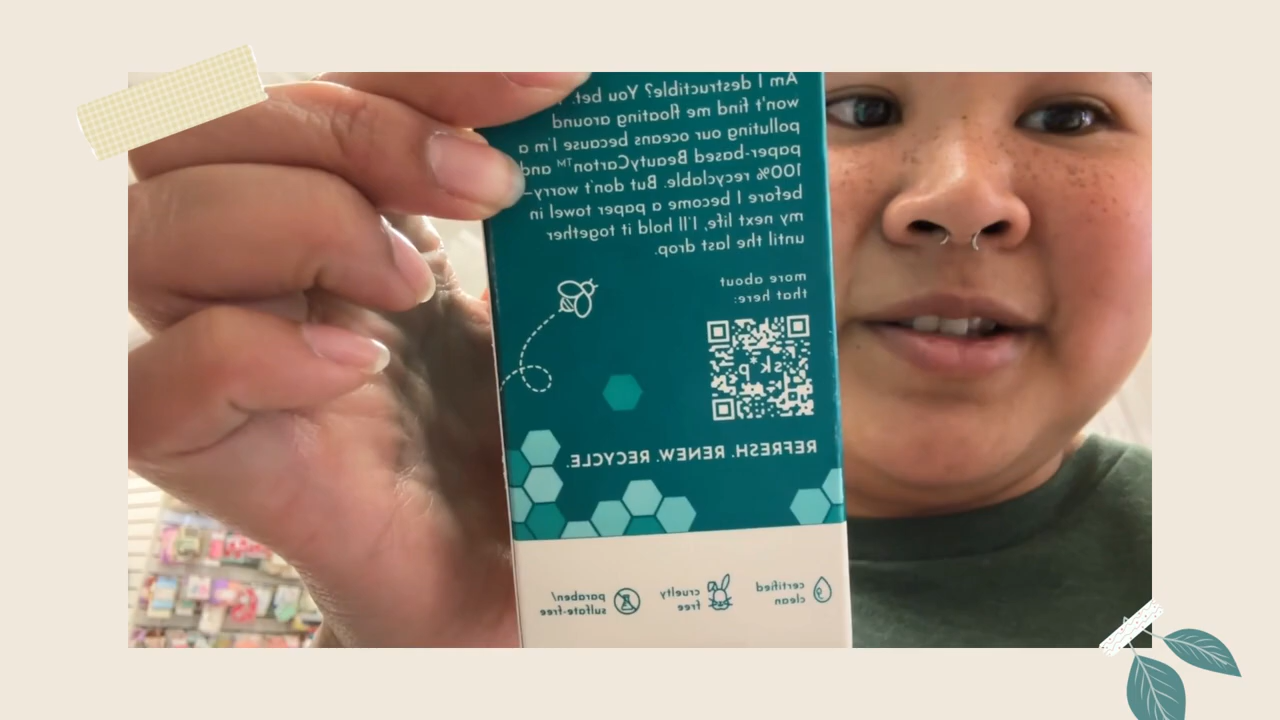 Am I destructible? You bet.
won't find me floating around
polluting our oceans because I'm a
paper-based BeautyCarton™ and
100% recyclable. But don't worry—
before I become a paper towel in
my next life, I'll hold it together
until the last drop.
more about
that here:
sk*p
REFRESH. RENEW. RECYCLE.
certified
clean
cruelty
free
paraben/
sulfate-free